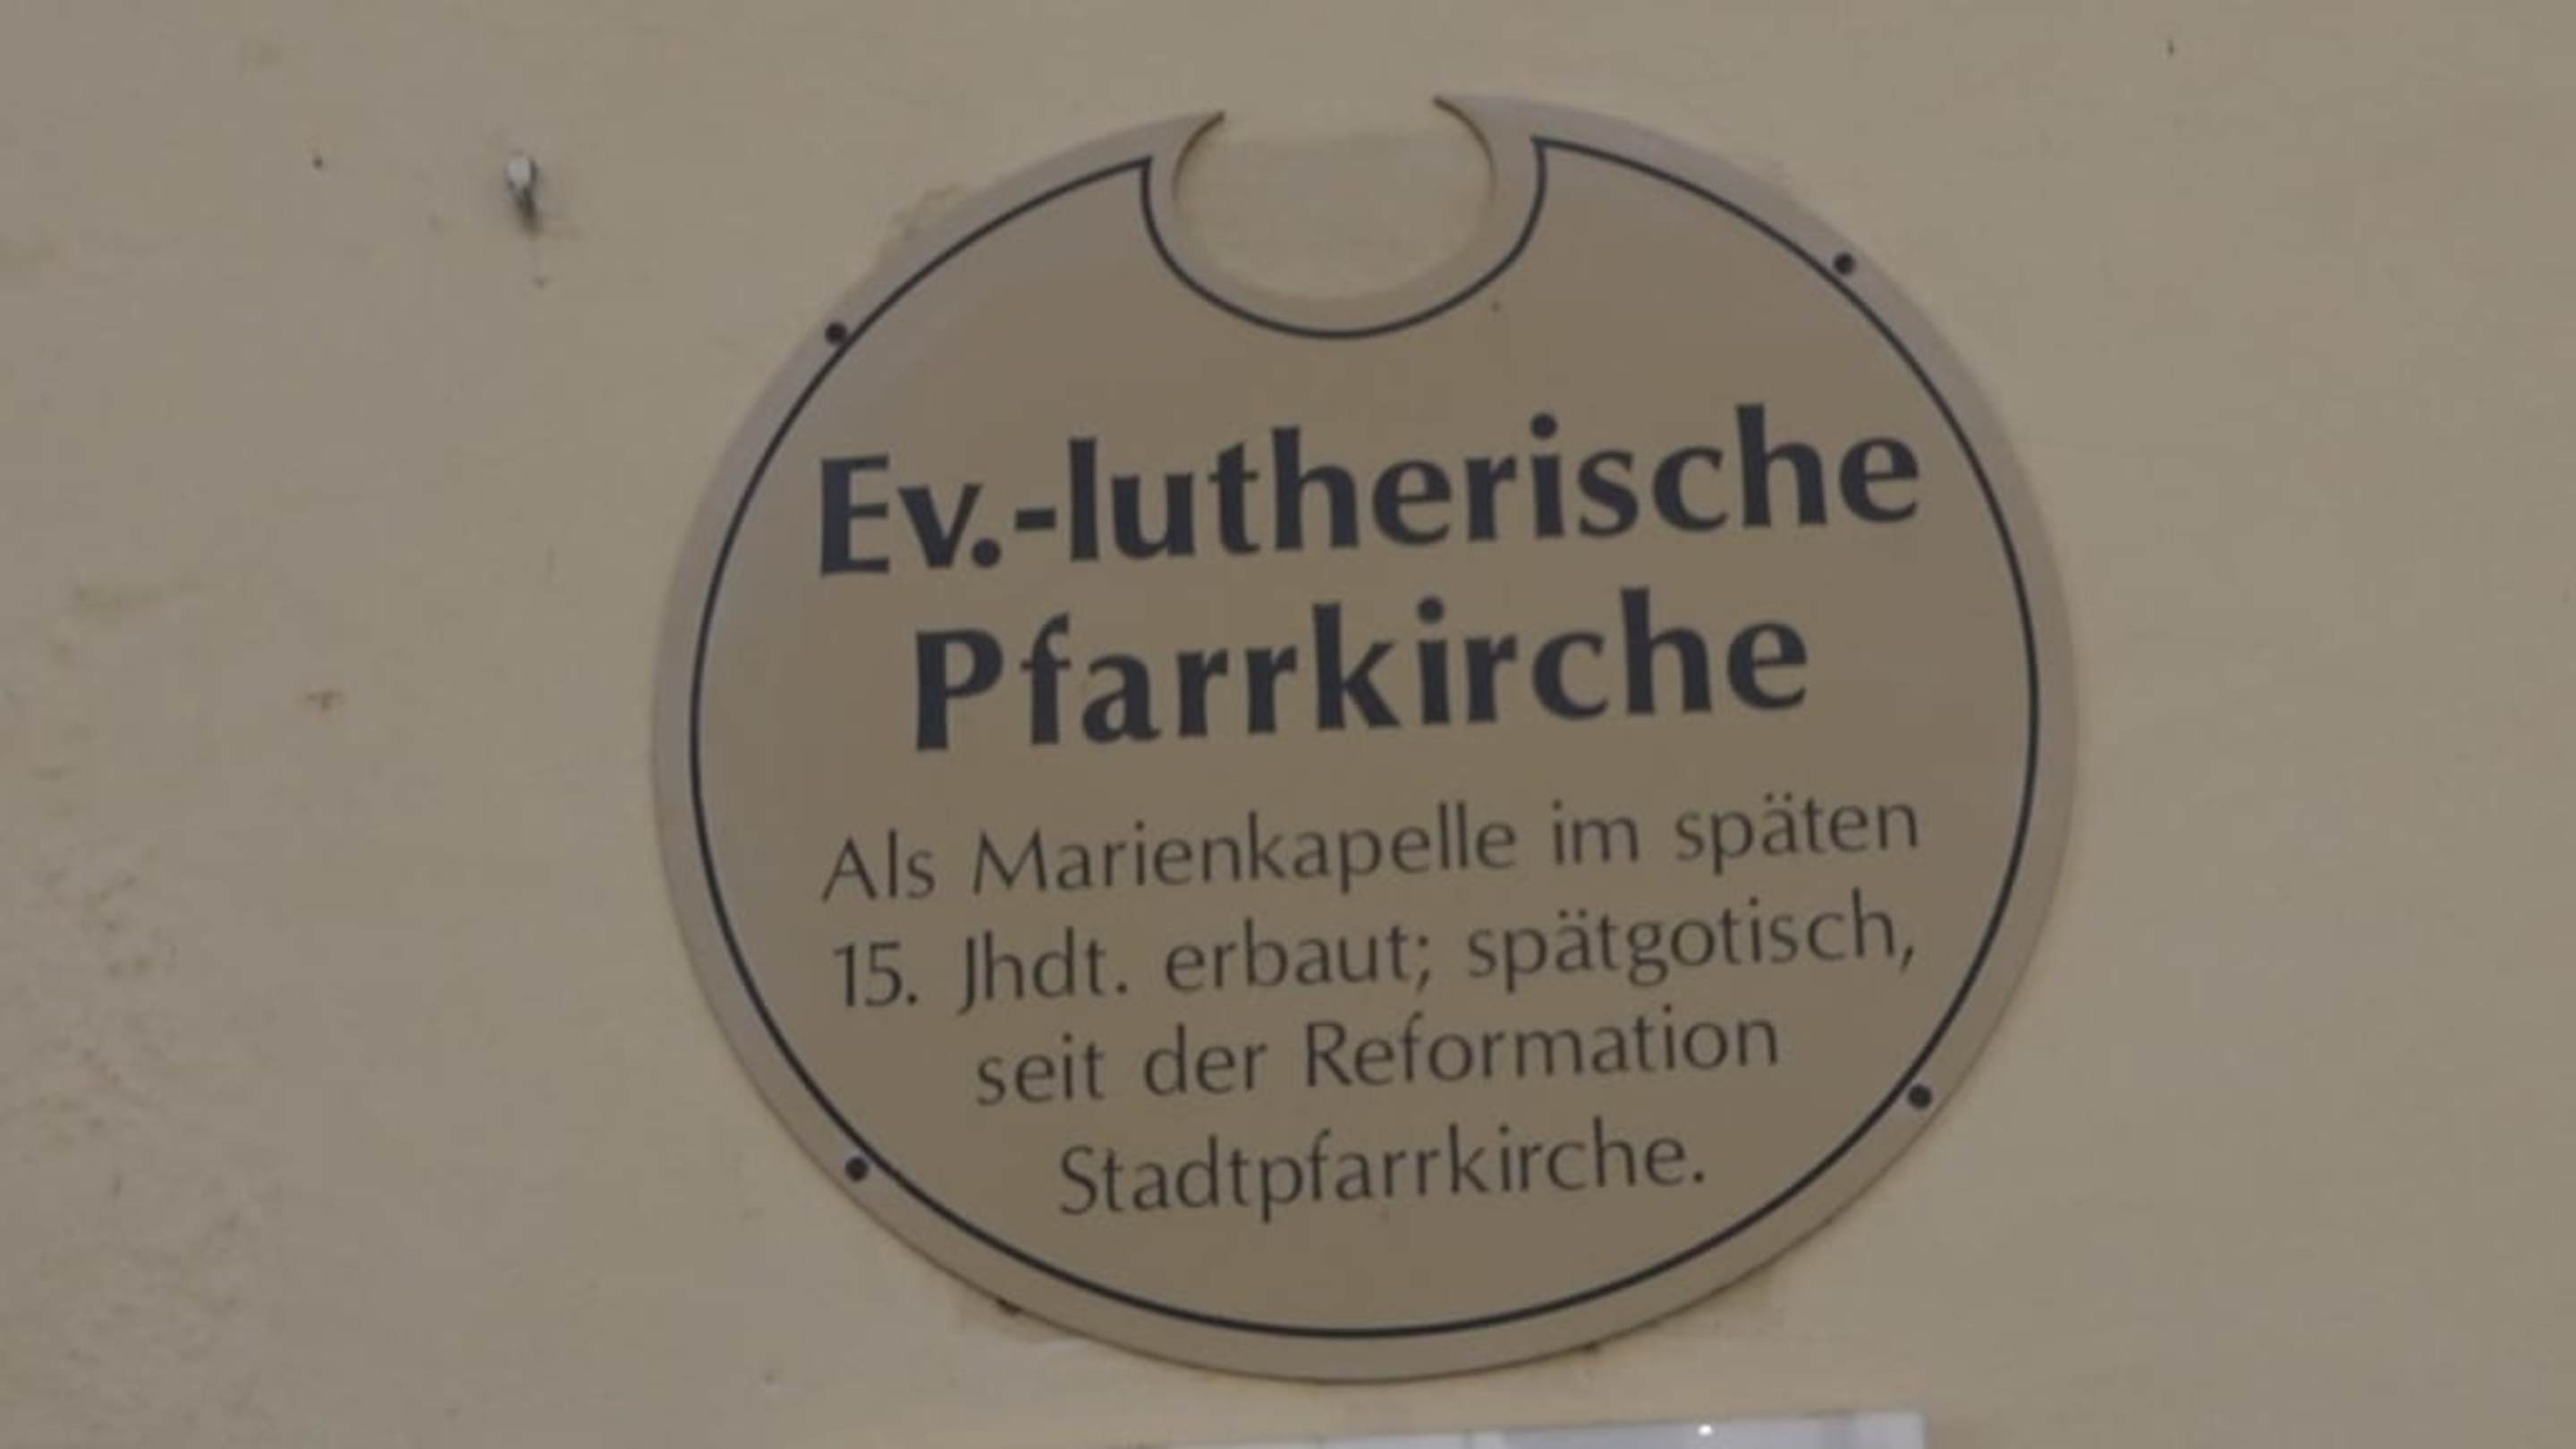 Ev.-lutherische
Pfarrkirche
Als Marienkapelle im späten
15. Jhdt. erbaut; spätgotisch,
seit der Reformation
Stadtpfarrkirche.